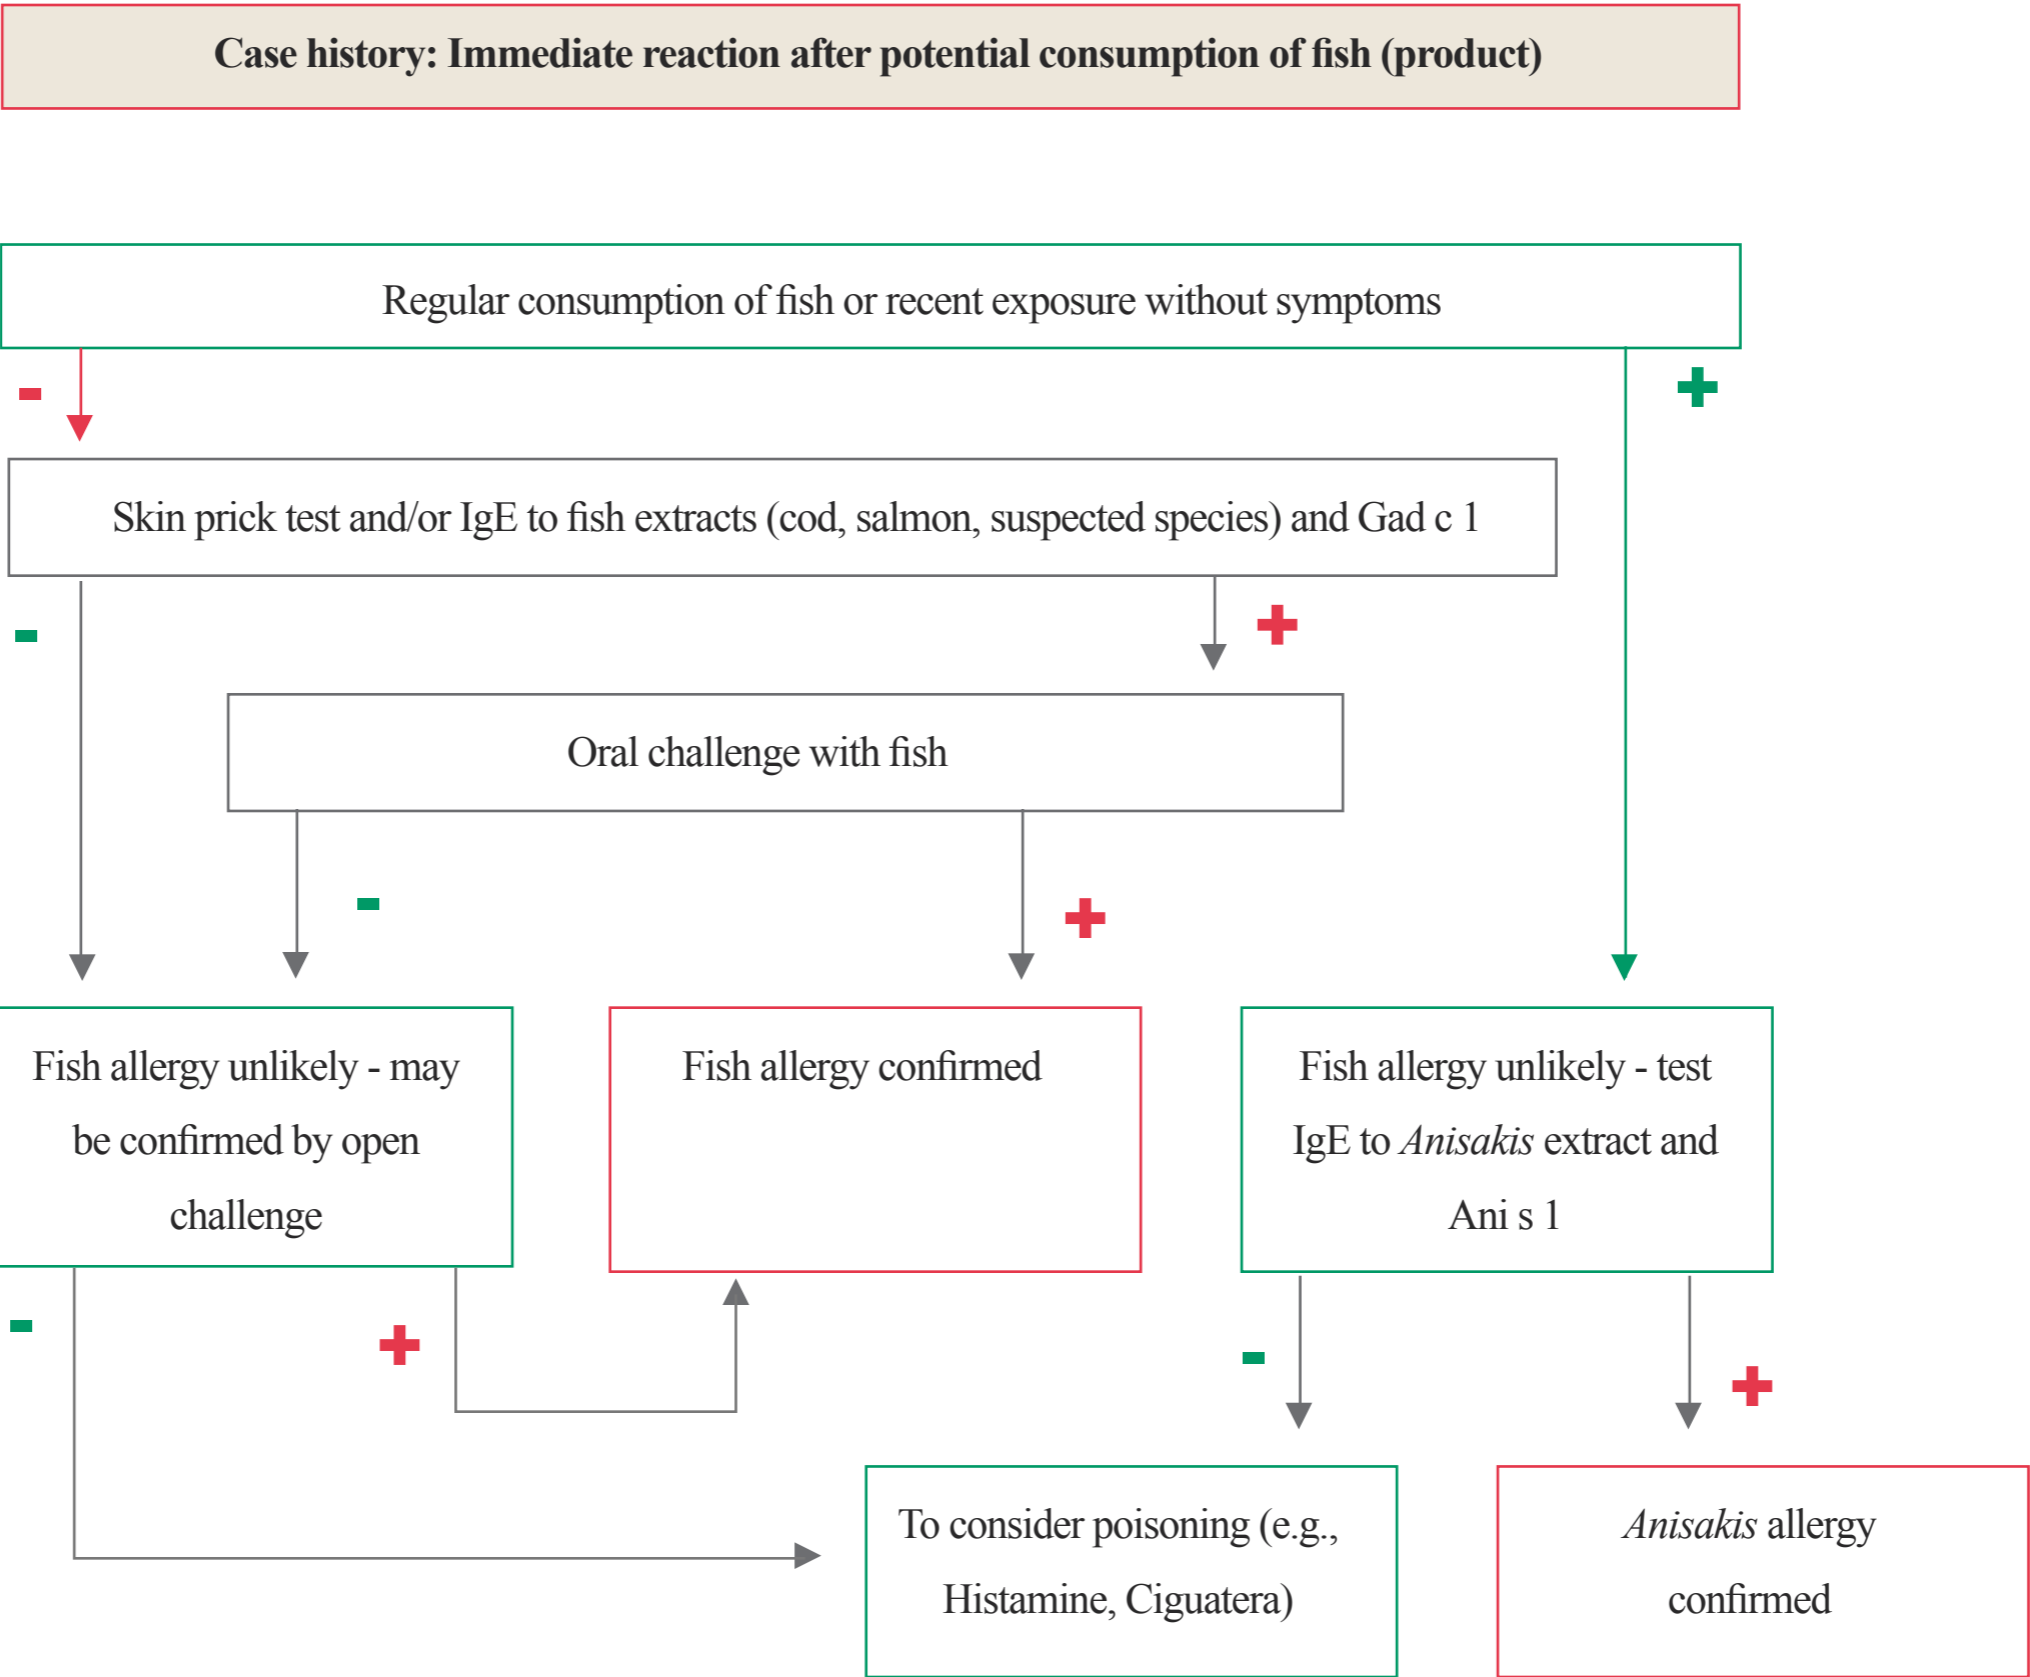 Case history: Immediate reaction after potential consumption of fish (product)
Regular consumption of fish or recent exposure without symptoms
-
+
Skin prick test and/or IgE to fish extracts (cod, salmon, suspected species) and Gad c 1
-
+
Oral challenge with fish
-
+
Fish allergy unlikely - may
be confirmed by open
challenge
Fish allergy confirmed
Fish allergy unlikely - test
IgE to Anisakis extract and
Ani s 1
-
+
-
+
To consider poisoning (e.g.,
Histamine, Ciguatera)
Anisakis allergy
confirmed